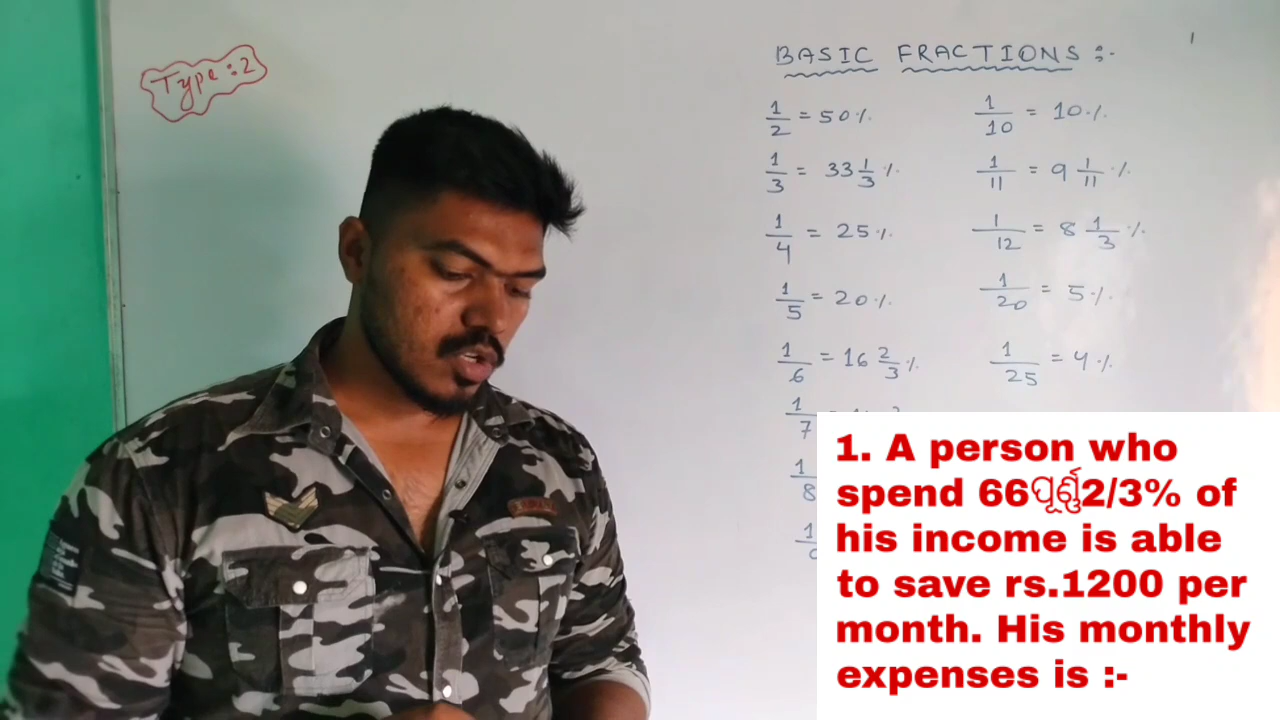 Type:2
BASIC FRACTIONS :-
1/2 = 50%
1/10 = 10%
1/3 = 33 1/3 %
1/11 = 9 1/11 %
1/4 = 25%
1/12 = 8 1/3 %
1/5 = 20%
1/20 = 5%
1/6 = 16 2/3 %
1/25 = 4%
1/7
1/8
1. A person who
spend 66ପୂର୍ଣ୍ଣ2/3% of
his income is able
to save rs.1200 per
month. His monthly
expenses is :-